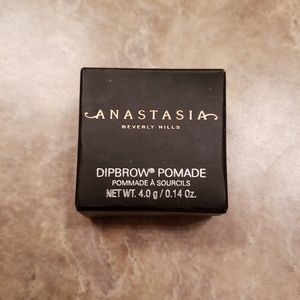 ANASTASIA
BEVERLY HILLS
DIPBROW® POMADE
POMMADE À SOURCILS
NET WT. 4.0 g / 0.14 Oz.